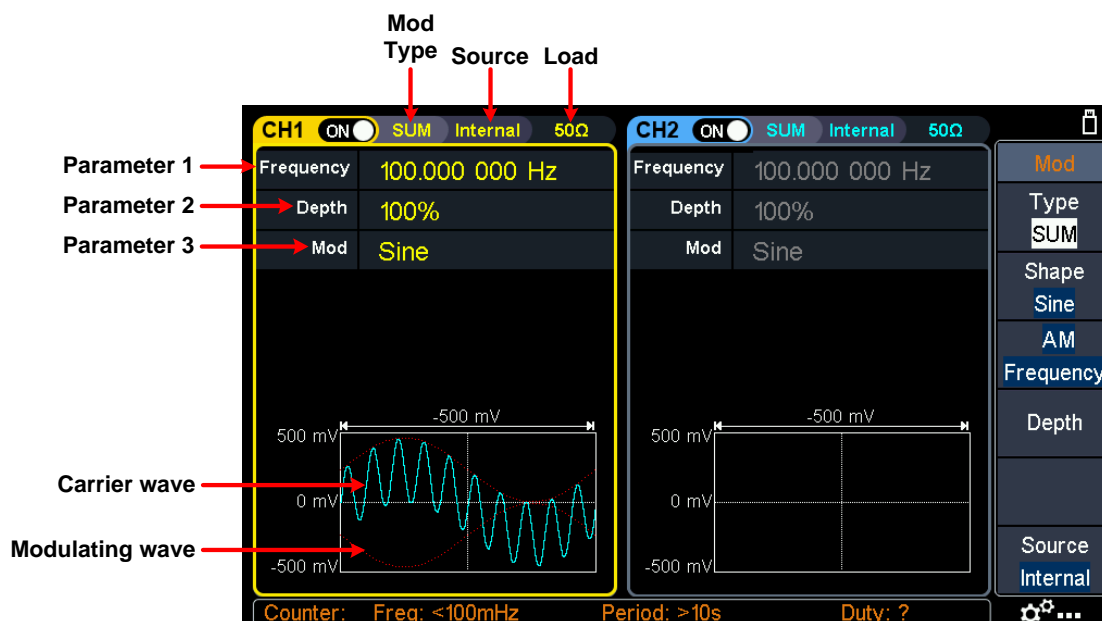 Mod
Type Source Load
CH1 ON SUM Internal 50Ω
CH2 ON SUM Internal 50Ω
Parameter 1
Frequency 100.000 000 Hz
Parameter 2
Depth 100%
Parameter 3
Mod Sine
Frequency 100.000 000 Hz
Depth 100%
Mod Sine
Mod
Type
SUM
Shape
Sine
AM
Frequency
Depth
Source
Internal
-500 mV
500 mV
0 mV
-500 mV
-500 mV
500 mV
0 mV
-500 mV
Carrier wave
Modulating wave
Counter: Freq: <100mHz Period: >10s Duty: ?